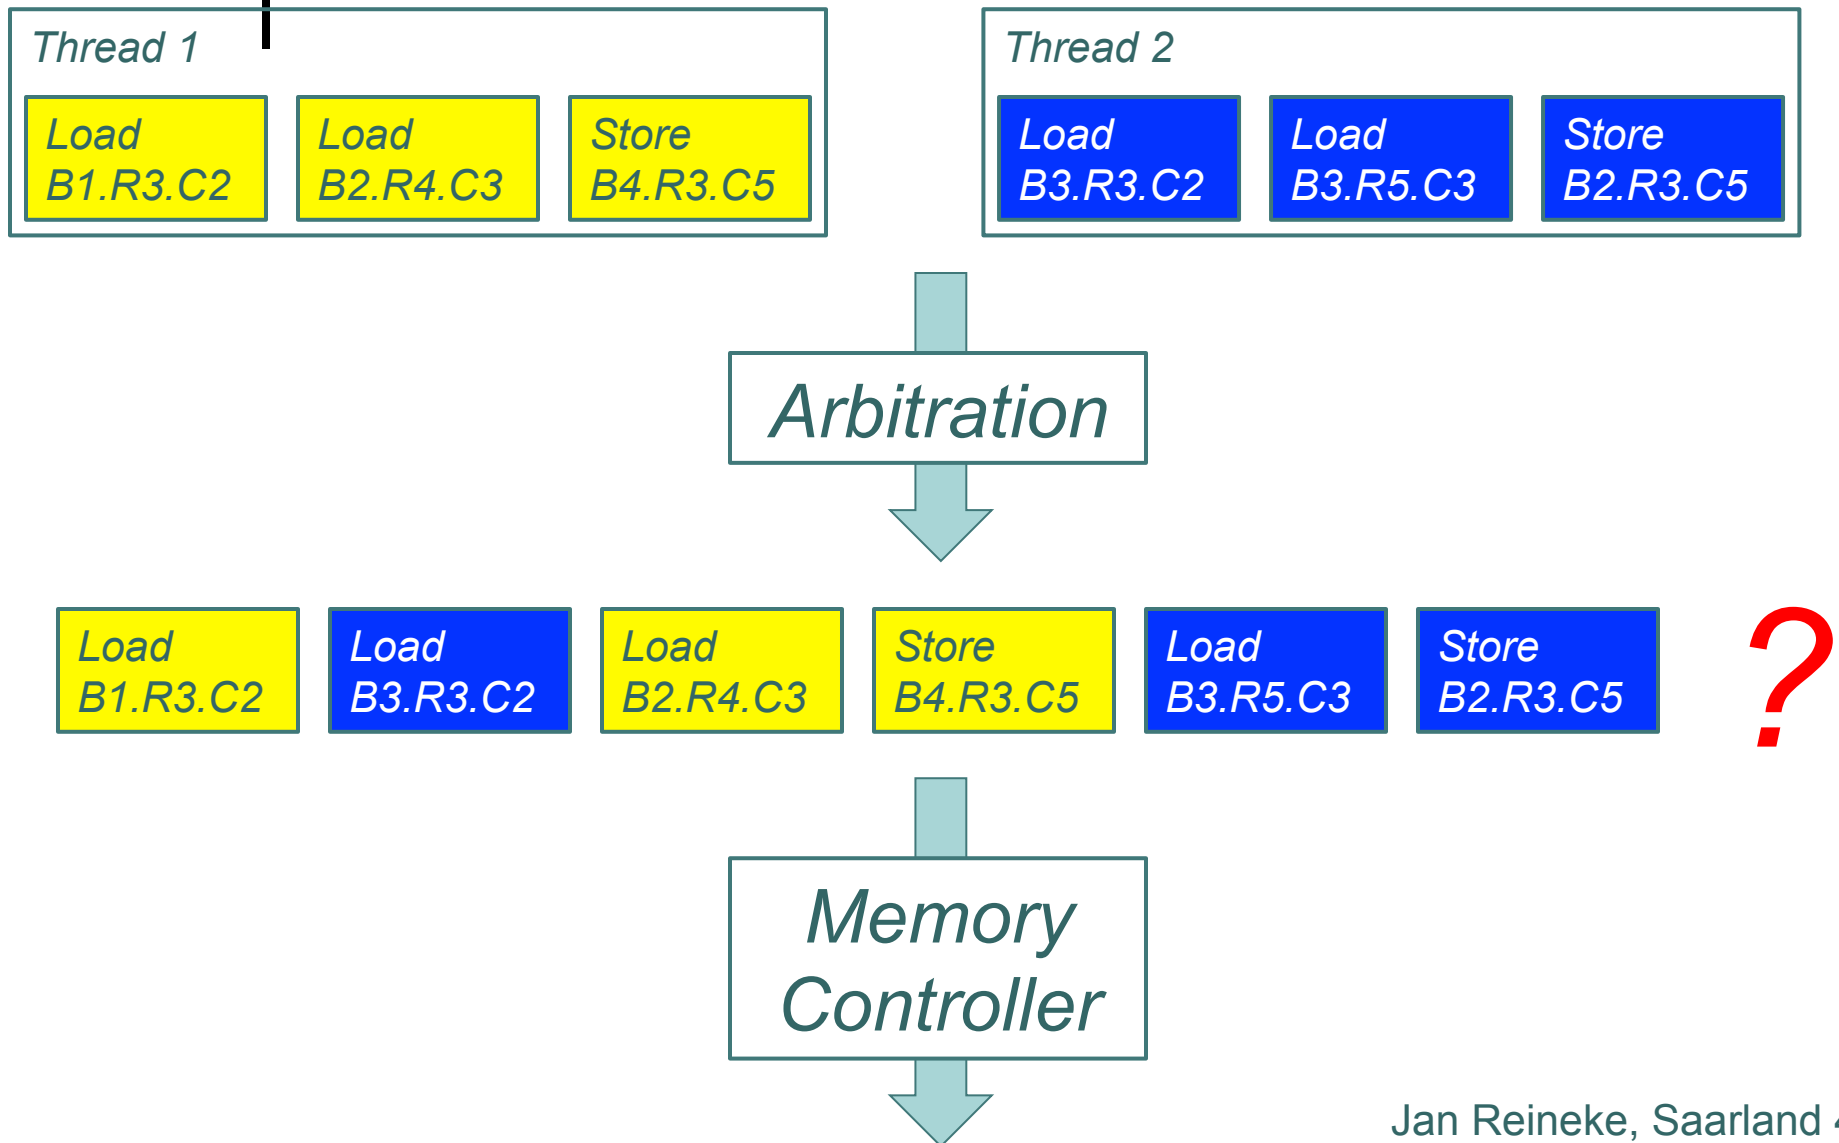 Thread 1
Load
B1.R3.C2
Load
B2.R4.C3
Store
B4.R3.C5
Thread 2
Load
B3.R3.C2
Load
B3.R5.C3
Store
B2.R3.C5
Arbitration
Load
B1.R3.C2
Load
B3.R3.C2
Load
B2.R4.C3
Store
B4.R3.C5
Load
B3.R5.C3
Store
B2.R3.C5
?
Memory
Controller
Jan Reineke, Saarland